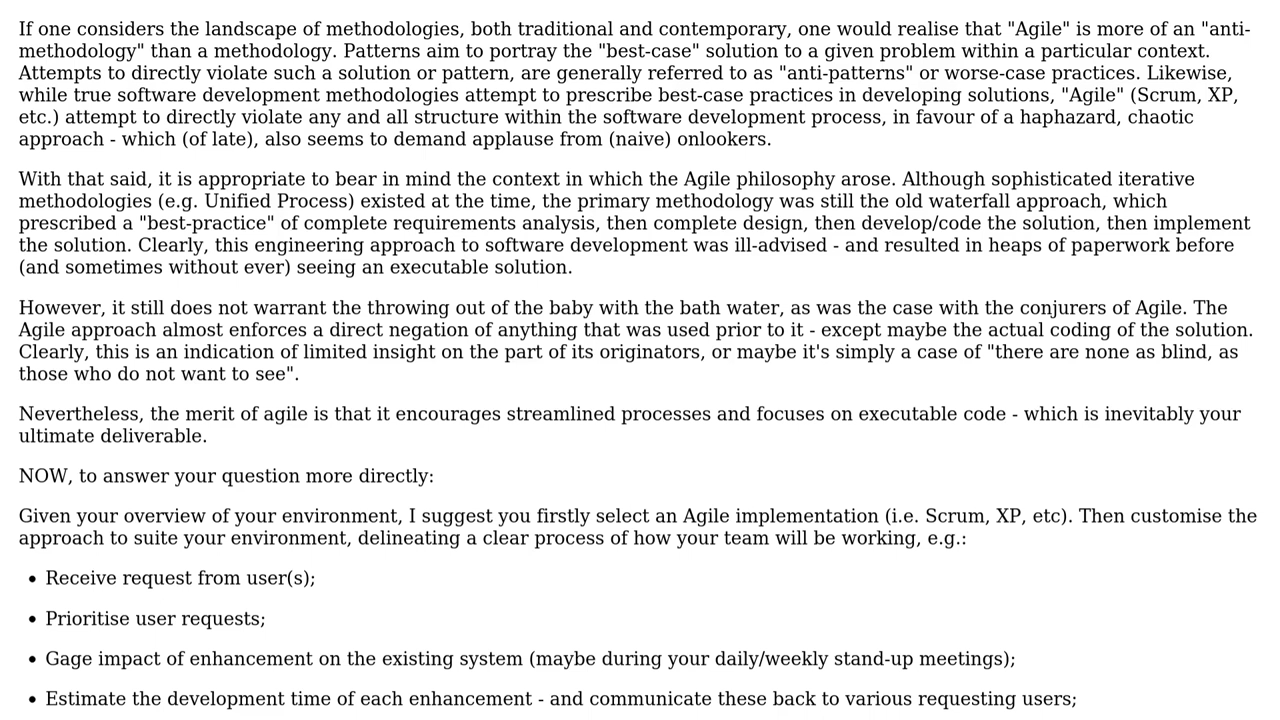 If one considers the landscape of methodologies, both traditional and contemporary, one would realise that "Agile" is more of an "anti-
methodology" than a methodology. Patterns aim to portray the "best-case" solution to a given problem within a particular context.
Attempts to directly violate such a solution or pattern, are generally referred to as "anti-patterns" or worse-case practices. Likewise,
while true software development methodologies attempt to prescribe best-case practices in developing solutions, "Agile" (Scrum, XP,
etc.) attempt to directly violate any and all structure within the software development process, in favour of a haphazard, chaotic
approach - which (of late), also seems to demand applause from (naive) onlookers.
With that said, it is appropriate to bear in mind the context in which the Agile philosophy arose. Although sophisticated iterative
methodologies (e.g. Unified Process) existed at the time, the primary methodology was still the old waterfall approach, which
prescribed a "best-practice" of complete requirements analysis, then complete design, then develop/code the solution, then implement
the solution. Clearly, this engineering approach to software development was ill-advised - and resulted in heaps of paperwork before
(and sometimes without ever) seeing an executable solution.
However, it still does not warrant the throwing out of the baby with the bath water, as was the case with the conjurers of Agile. The
Agile approach almost enforces a direct negation of anything that was used prior to it - except maybe the actual coding of the solution.
Clearly, this is an indication of limited insight on the part of its originators, or maybe it's simply a case of "there are none as blind, as
those who do not want to see".
Nevertheless, the merit of agile is that it encourages streamlined processes and focuses on executable code - which is inevitably your
ultimate deliverable.
NOW, to answer your question more directly:
Given your overview of your environment, I suggest you firstly select an Agile implementation (i.e. Scrum, XP, etc). Then customise the
approach to suite your environment, delineating a clear process of how your team will be working, e.g.:
• Receive request from user(s);
• Prioritise user requests;
• Gage impact of enhancement on the existing system (maybe during your daily/weekly stand-up meetings);
• Estimate the development time of each enhancement - and communicate these back to various requesting users;